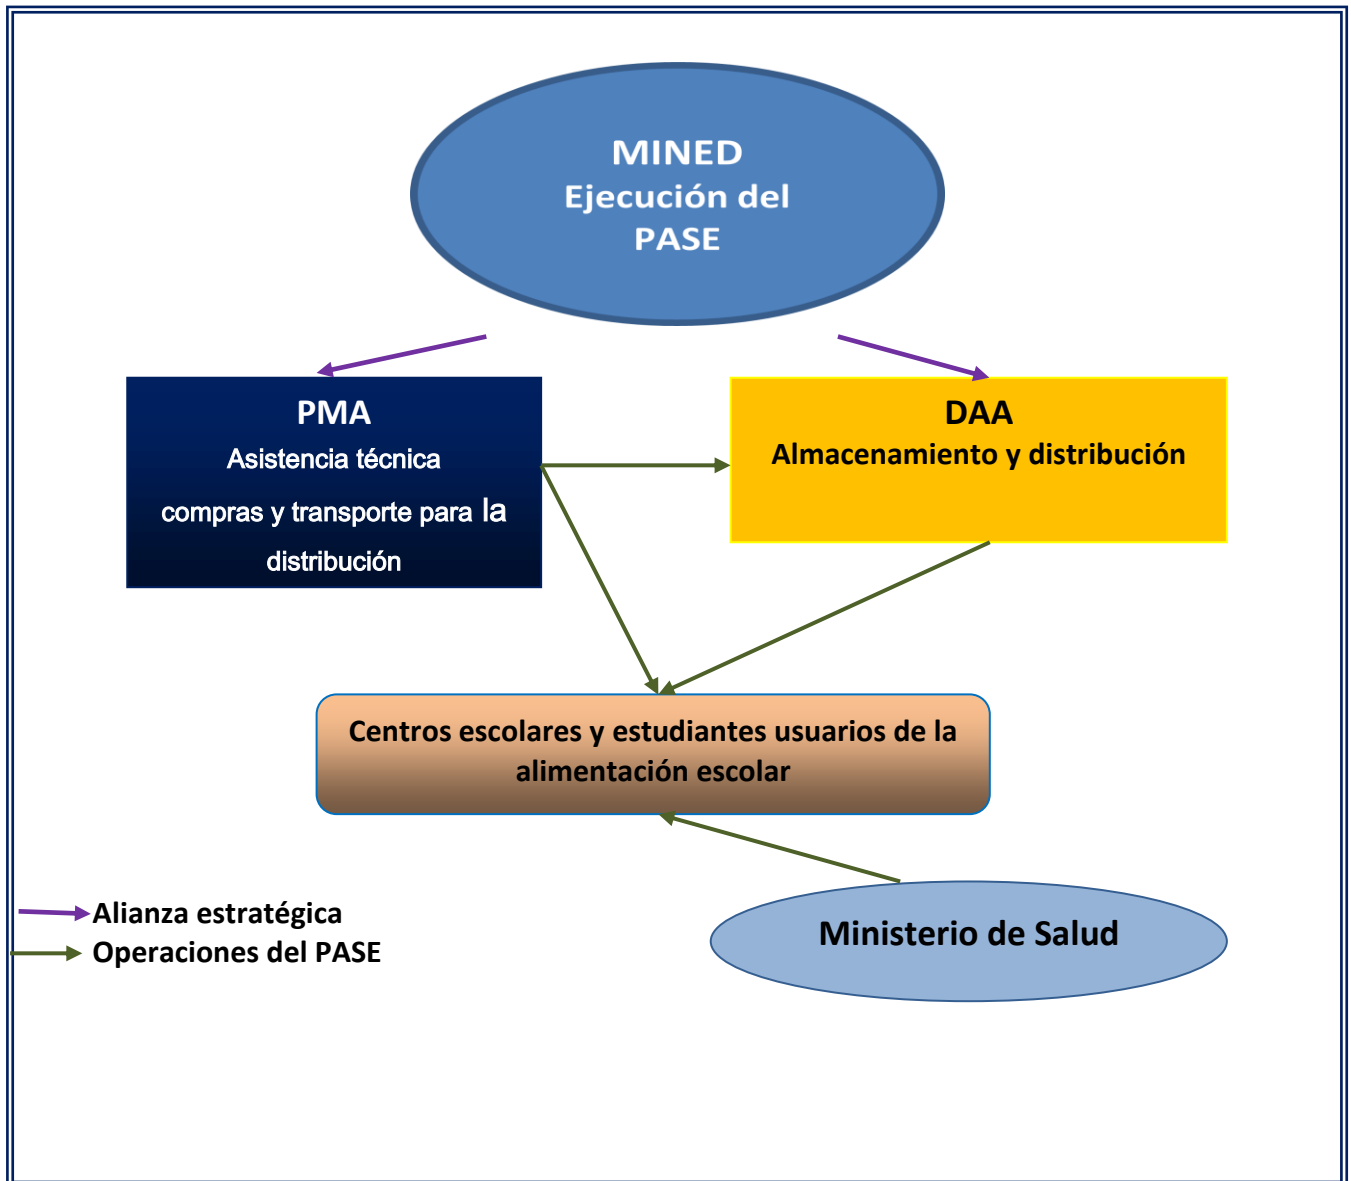 MINED
Ejecución del
PASE
PMA
Asistencia técnica
compras y transporte para la
distribución
DAA
Almacenamiento y distribución
Centros escolares y estudiantes usuarios de la
alimentación escolar
Ministerio de Salud
Alianza estratégica
Operaciones del PASE